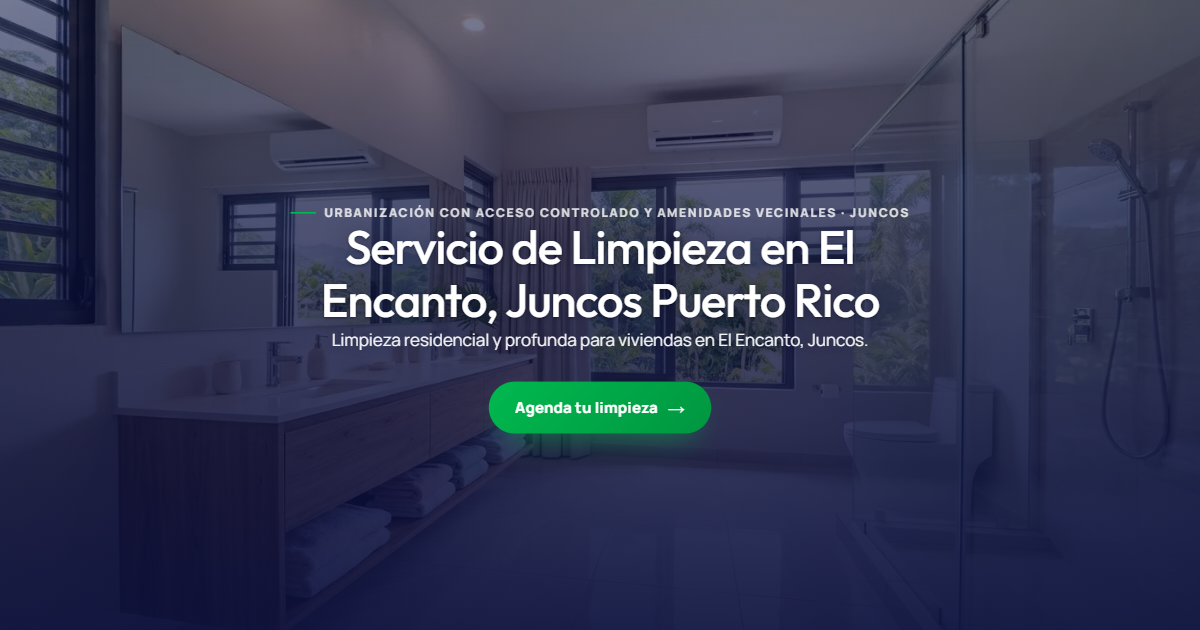 URBANIZACIÓN CON ACCESO CONTROLADO Y AMENIDADES VECINALES · JUNCOS
Servicio de Limpieza en El
Encanto, Juncos Puerto Rico
Limpieza residencial y profunda para viviendas en El Encanto, Juncos.
Agenda tu limpieza →